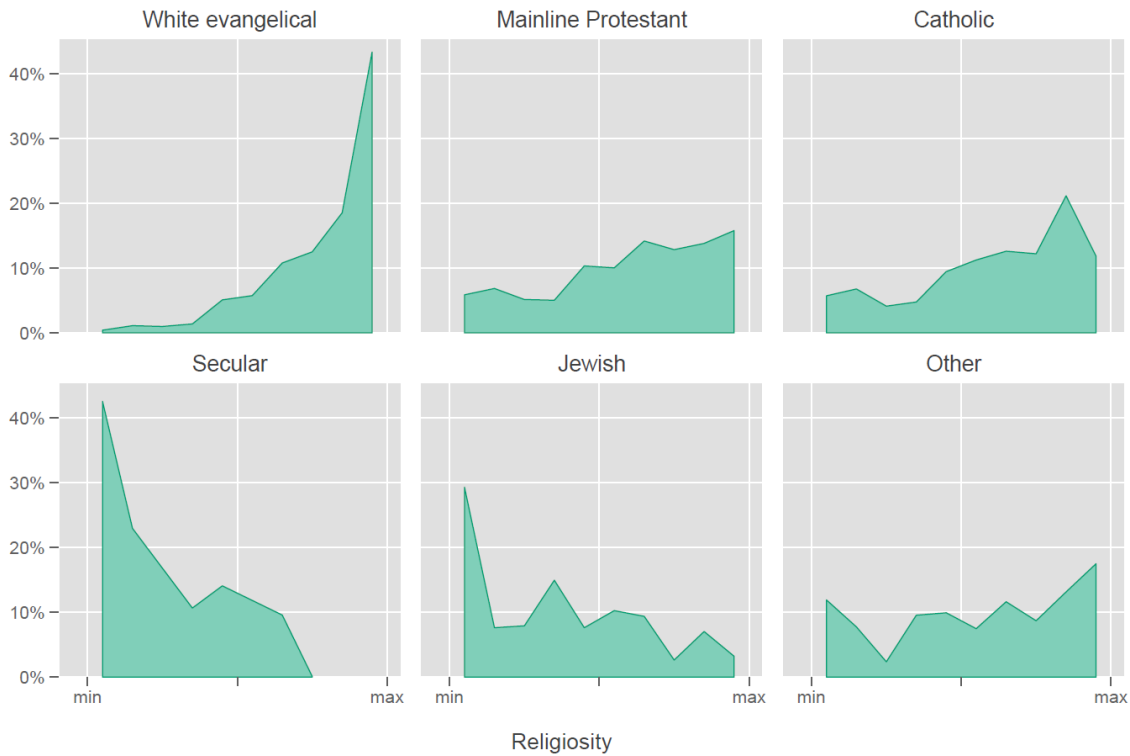 White evangelical Mainline Protestant Catholic
40%
30%
20%
10%
0%
Secular Jewish Other
40%
30%
20%
10%
0%
min max min max min max
Religiosity